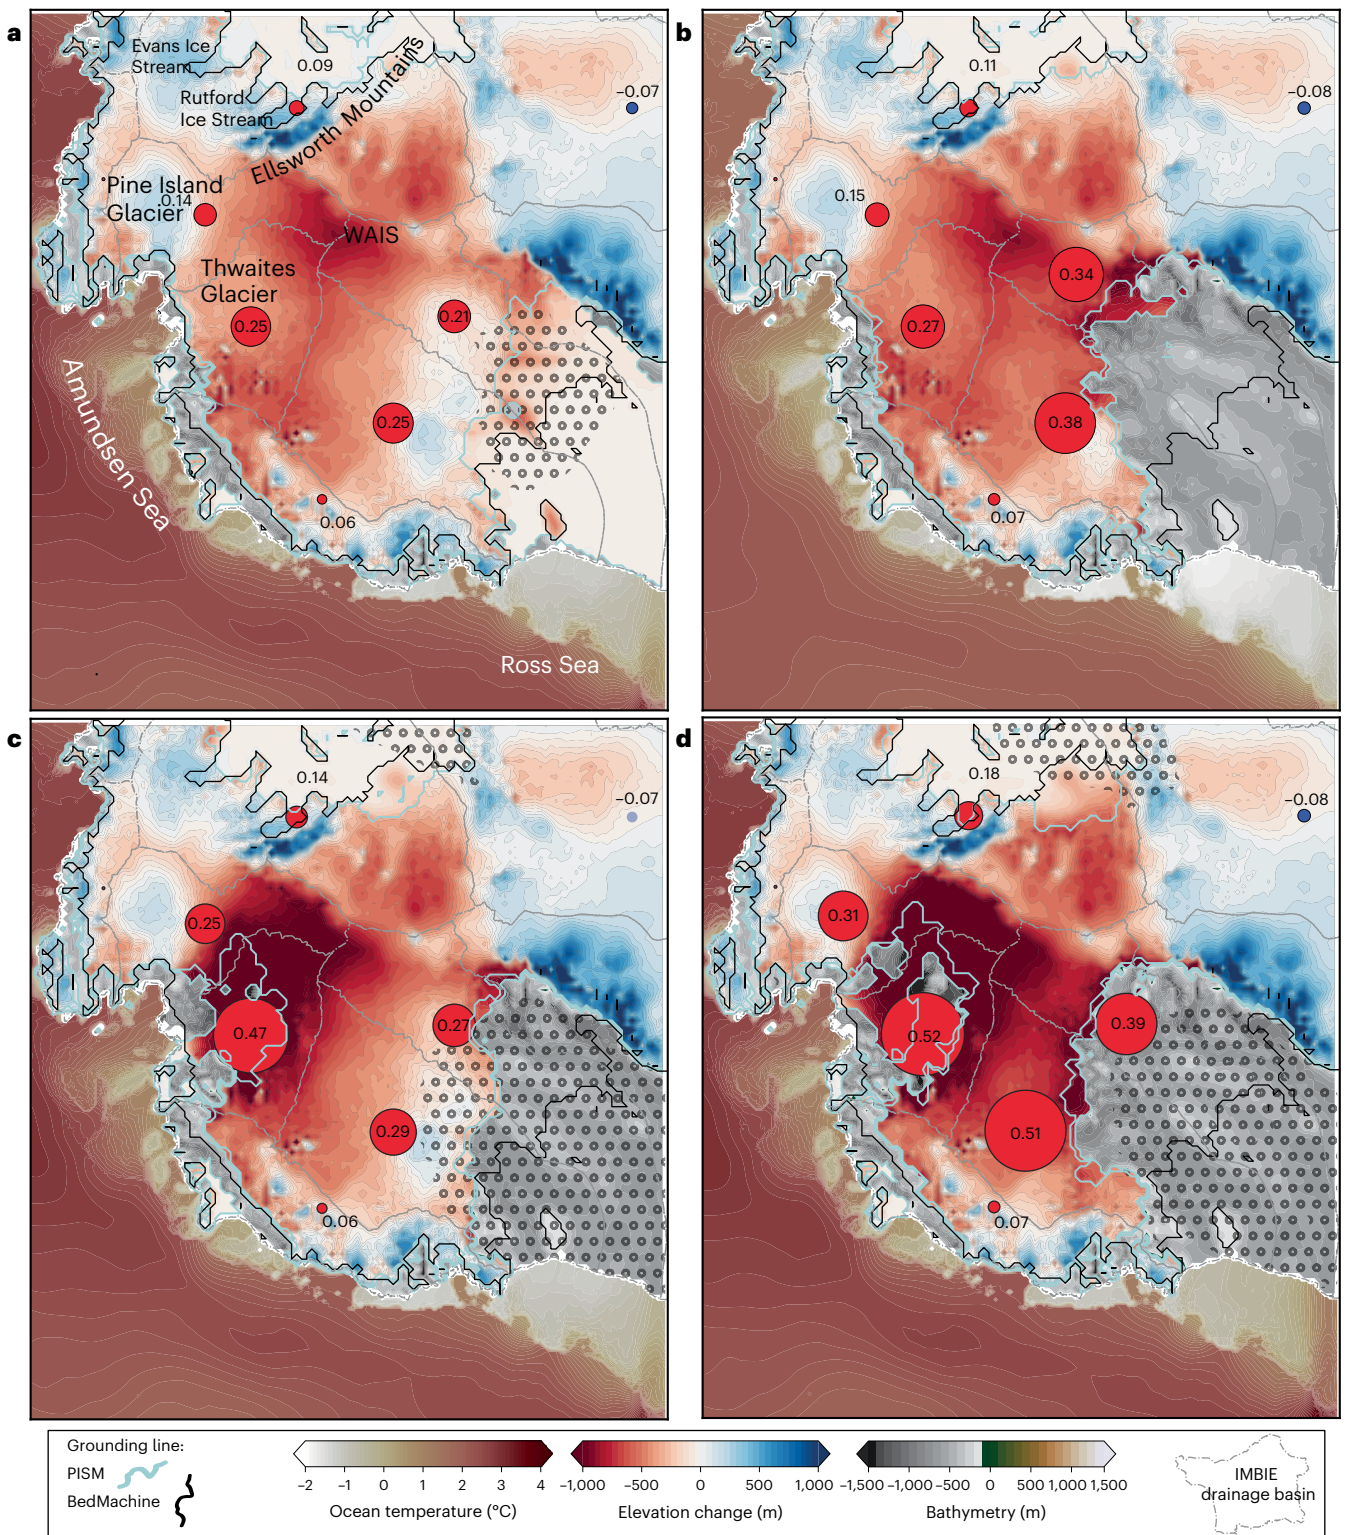 a
Evans Ice
Stream
0.09
Rutford
Ice Stream
Ellsworth Mountains
−0.07
Pine Island
Glacier
0.14
WAIS
Thwaites
Glacier
0.25
0.21
0.25
0.06
Amundsen Sea
Ross Sea
b
0.11
−0.08
0.15
0.34
0.27
0.38
0.07
c
0.14
−0.07
0.25
0.47
0.27
0.29
0.06
d
0.18
−0.08
0.31
0.52
0.39
0.51
0.07
Grounding line:
PISM
BedMachine
−2 −1 0 1 2 3 4
Ocean temperature (°C)
−1,000 −500 0 500 1,000
Elevation change (m)
−1,500 −1,000 −500 0 500 1,000 1,500
Bathymetry (m)
IMBIE
drainage basin